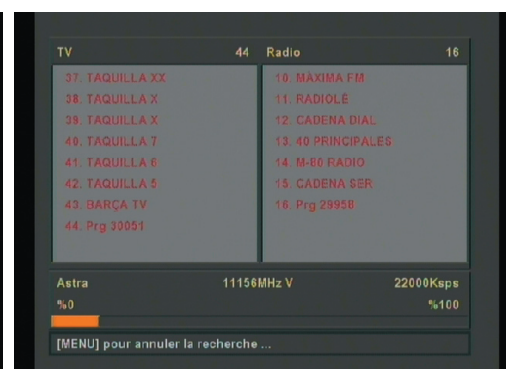 TV 44 Radio 16
37. TAQUILLA XX
38. TAQUILLA X
39. TAQUILLA X
40. TAQUILLA 7
41. TAQUILLA 6
42. TAQUILLA 5
43. BARÇA TV
44. Prg 30051
10. MÀXIMA FM
11. RADIOLÉ
12. CADENA DIAL
13. 40 PRINCIPALES
14. M-80 RADIO
15. CADENA SER
16. Prg 29958
Astra 11156MHz V 22000Ksps
%0 %100
[MENU] pour annuler la recherche ...